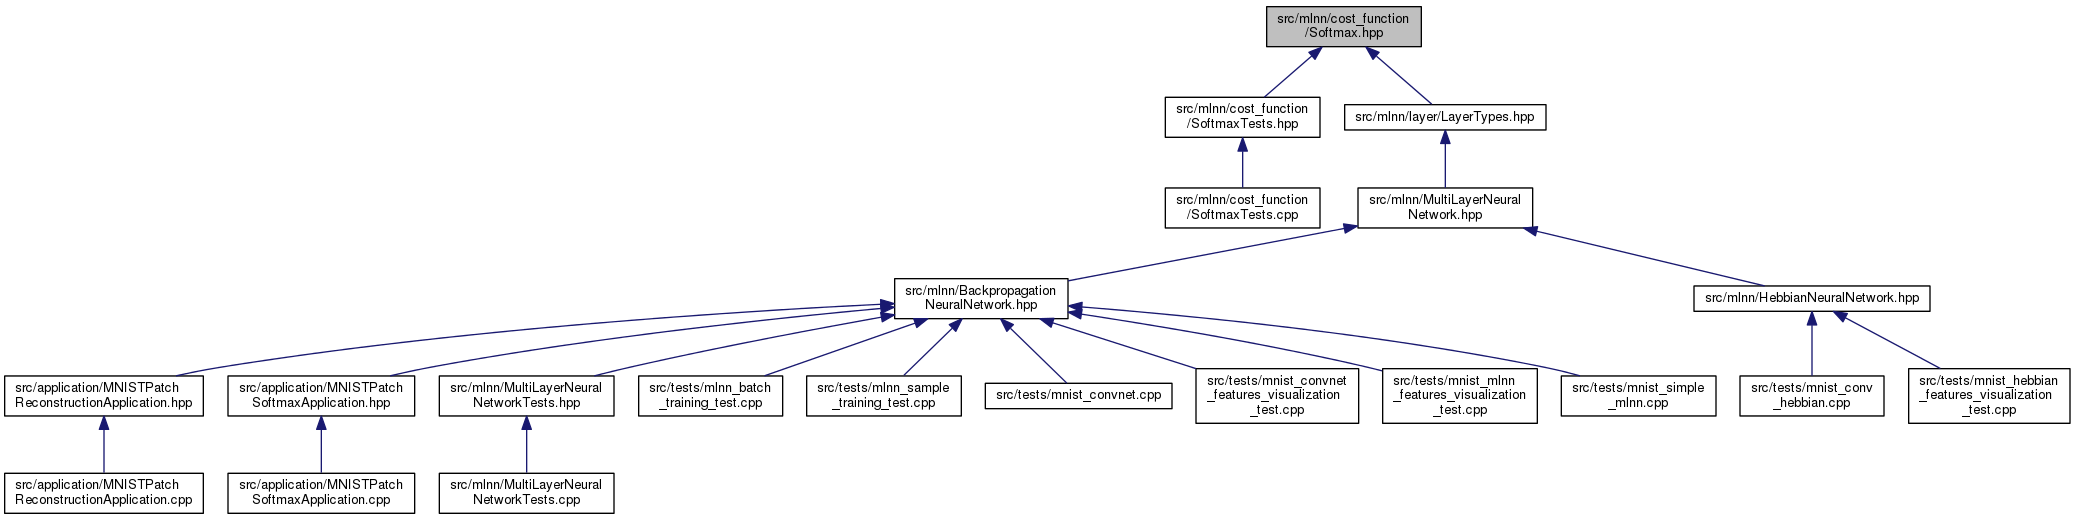 src/mlnn/cost_function
/Softmax.hpp
src/mlnn/cost_function
/SoftmaxTests.hpp
src/mlnn/layer/LayerTypes.hpp
src/mlnn/cost_function
/SoftmaxTests.cpp
src/mlnn/MultiLayerNeural
Network.hpp
src/mlnn/Backpropagation
NeuralNetwork.hpp
src/mlnn/HebbianNeuralNetwork.hpp
src/application/MNISTPatch
ReconstructionApplication.hpp
src/application/MNISTPatch
SoftmaxApplication.hpp
src/mlnn/MultiLayerNeural
NetworkTests.hpp
src/tests/mlnn_batch
_training_test.cpp
src/tests/mlnn_sample
_training_test.cpp
src/tests/mnist_convnet.cpp
src/tests/mnist_convnet
_features_visualization
_test.cpp
src/tests/mnist_mlnn
_features_visualization
_test.cpp
src/tests/mnist_simple
_mlnn.cpp
src/tests/mnist_conv
_hebbian.cpp
src/tests/mnist_hebbian
_features_visualization
_test.cpp
src/application/MNISTPatch
ReconstructionApplication.cpp
src/application/MNISTPatch
SoftmaxApplication.cpp
src/mlnn/MultiLayerNeural
NetworkTests.cpp